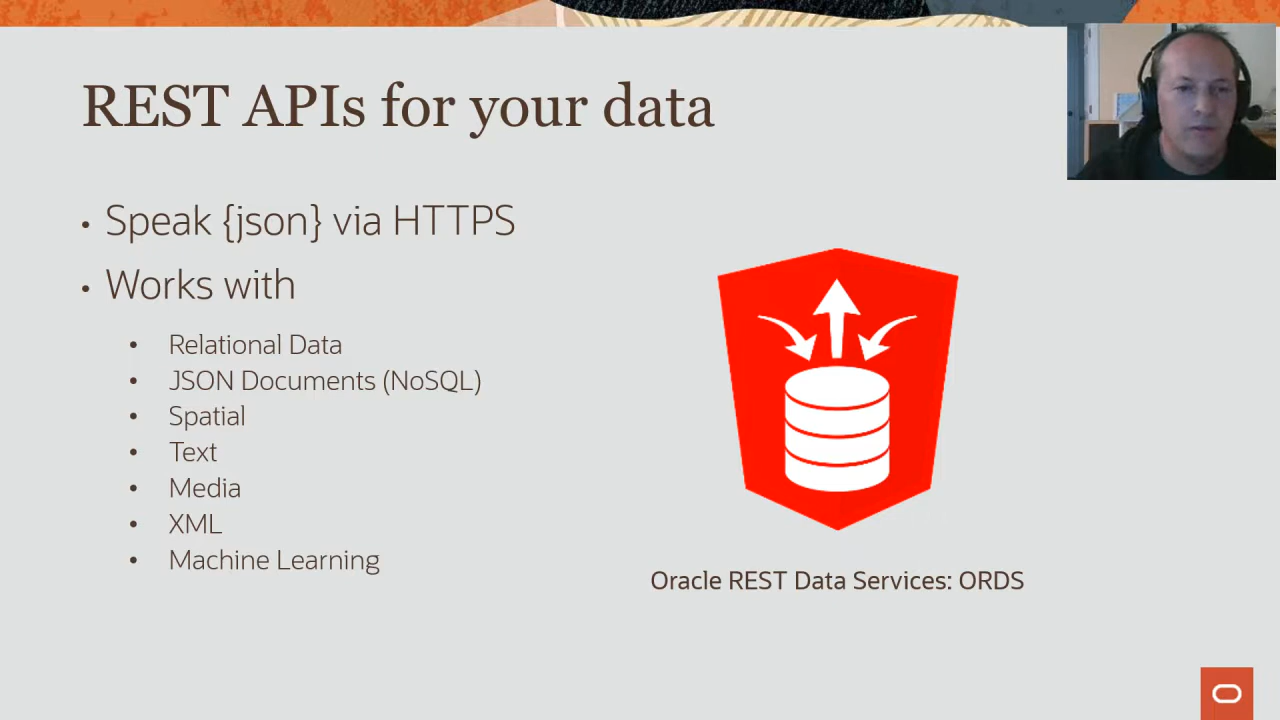 REST APIs for your data
• Speak {json} via HTTPS
• Works with
• Relational Data
• JSON Documents (NoSQL)
• Spatial
• Text
• Media
• XML
• Machine Learning
Oracle REST Data Services: ORDS